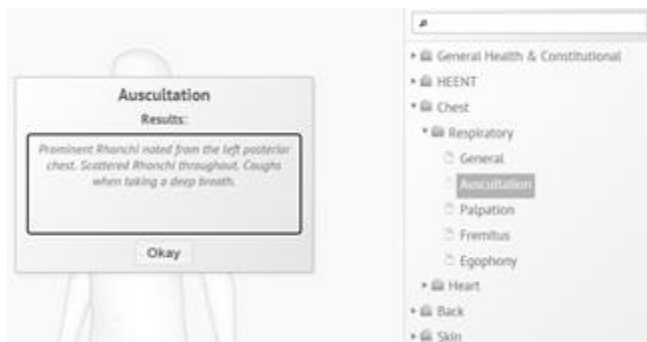 Auscultation
Results:
Prominent Rhonchi noted from the left posterior
chest. Scattered Rhonchi throughout. Coughs
when taking a deep breath.
Okay
General Health & Constitutional
HEENT
Chest
Respiratory
General
Auscultation
Palpation
Fremitus
Egophony
Heart
Back
Skin